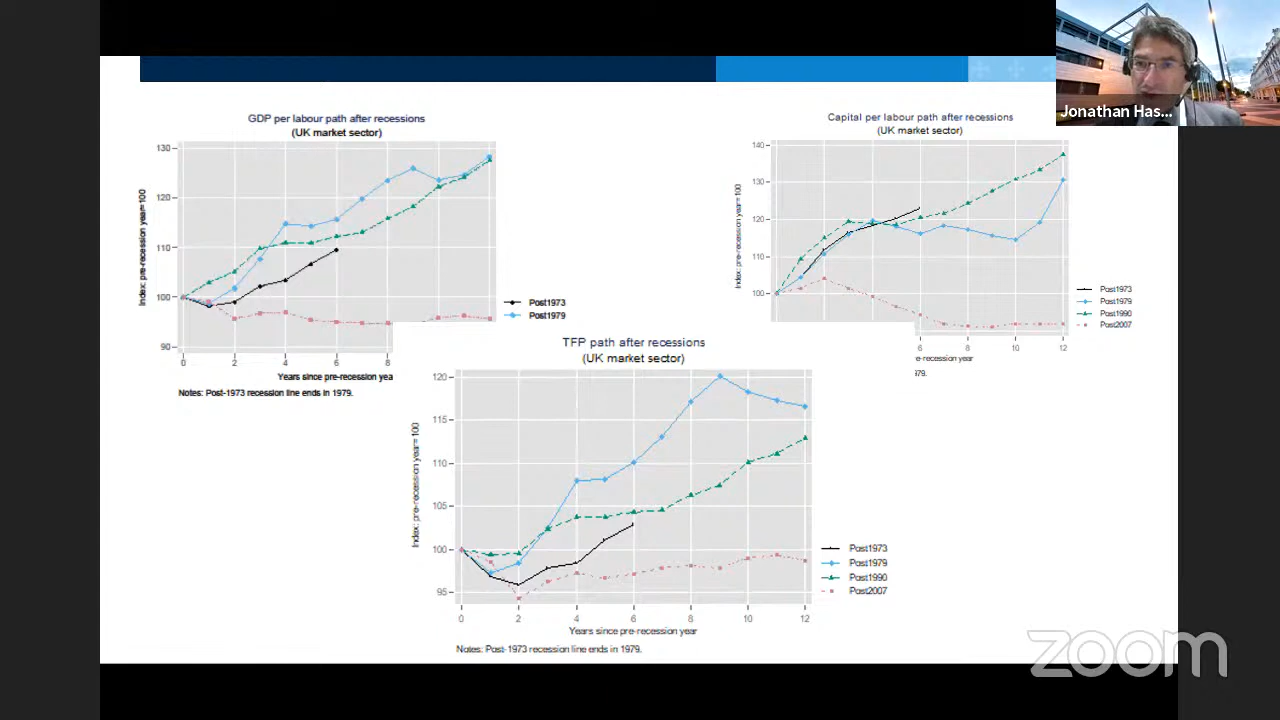 Jonathan Has...
GDP per labour path after recessions
(UK market sector)
Index: pre-recession year=100
130
120
110
100
90
0
2
4
6
8
Years since pre-recession yea
Notes: Post-1973 recession line ends in 1979.
Post1973
Post1979
Capital per labour path after recessions
(UK market sector)
Index: pre-recession year=100
140
130
120
110
100
6
8
10
12
e-recession year
979.
Post1973
Post1979
Post1990
Post2007
TFP path after recessions
(UK market sector)
Index: pre-recession year=100
120
115
110
105
100
95
0
2
4
6
8
10
12
Years since pre-recession year
Notes: Post-1973 recession line ends in 1979.
Post1973
Post1979
Post1990
Post2007
zoom